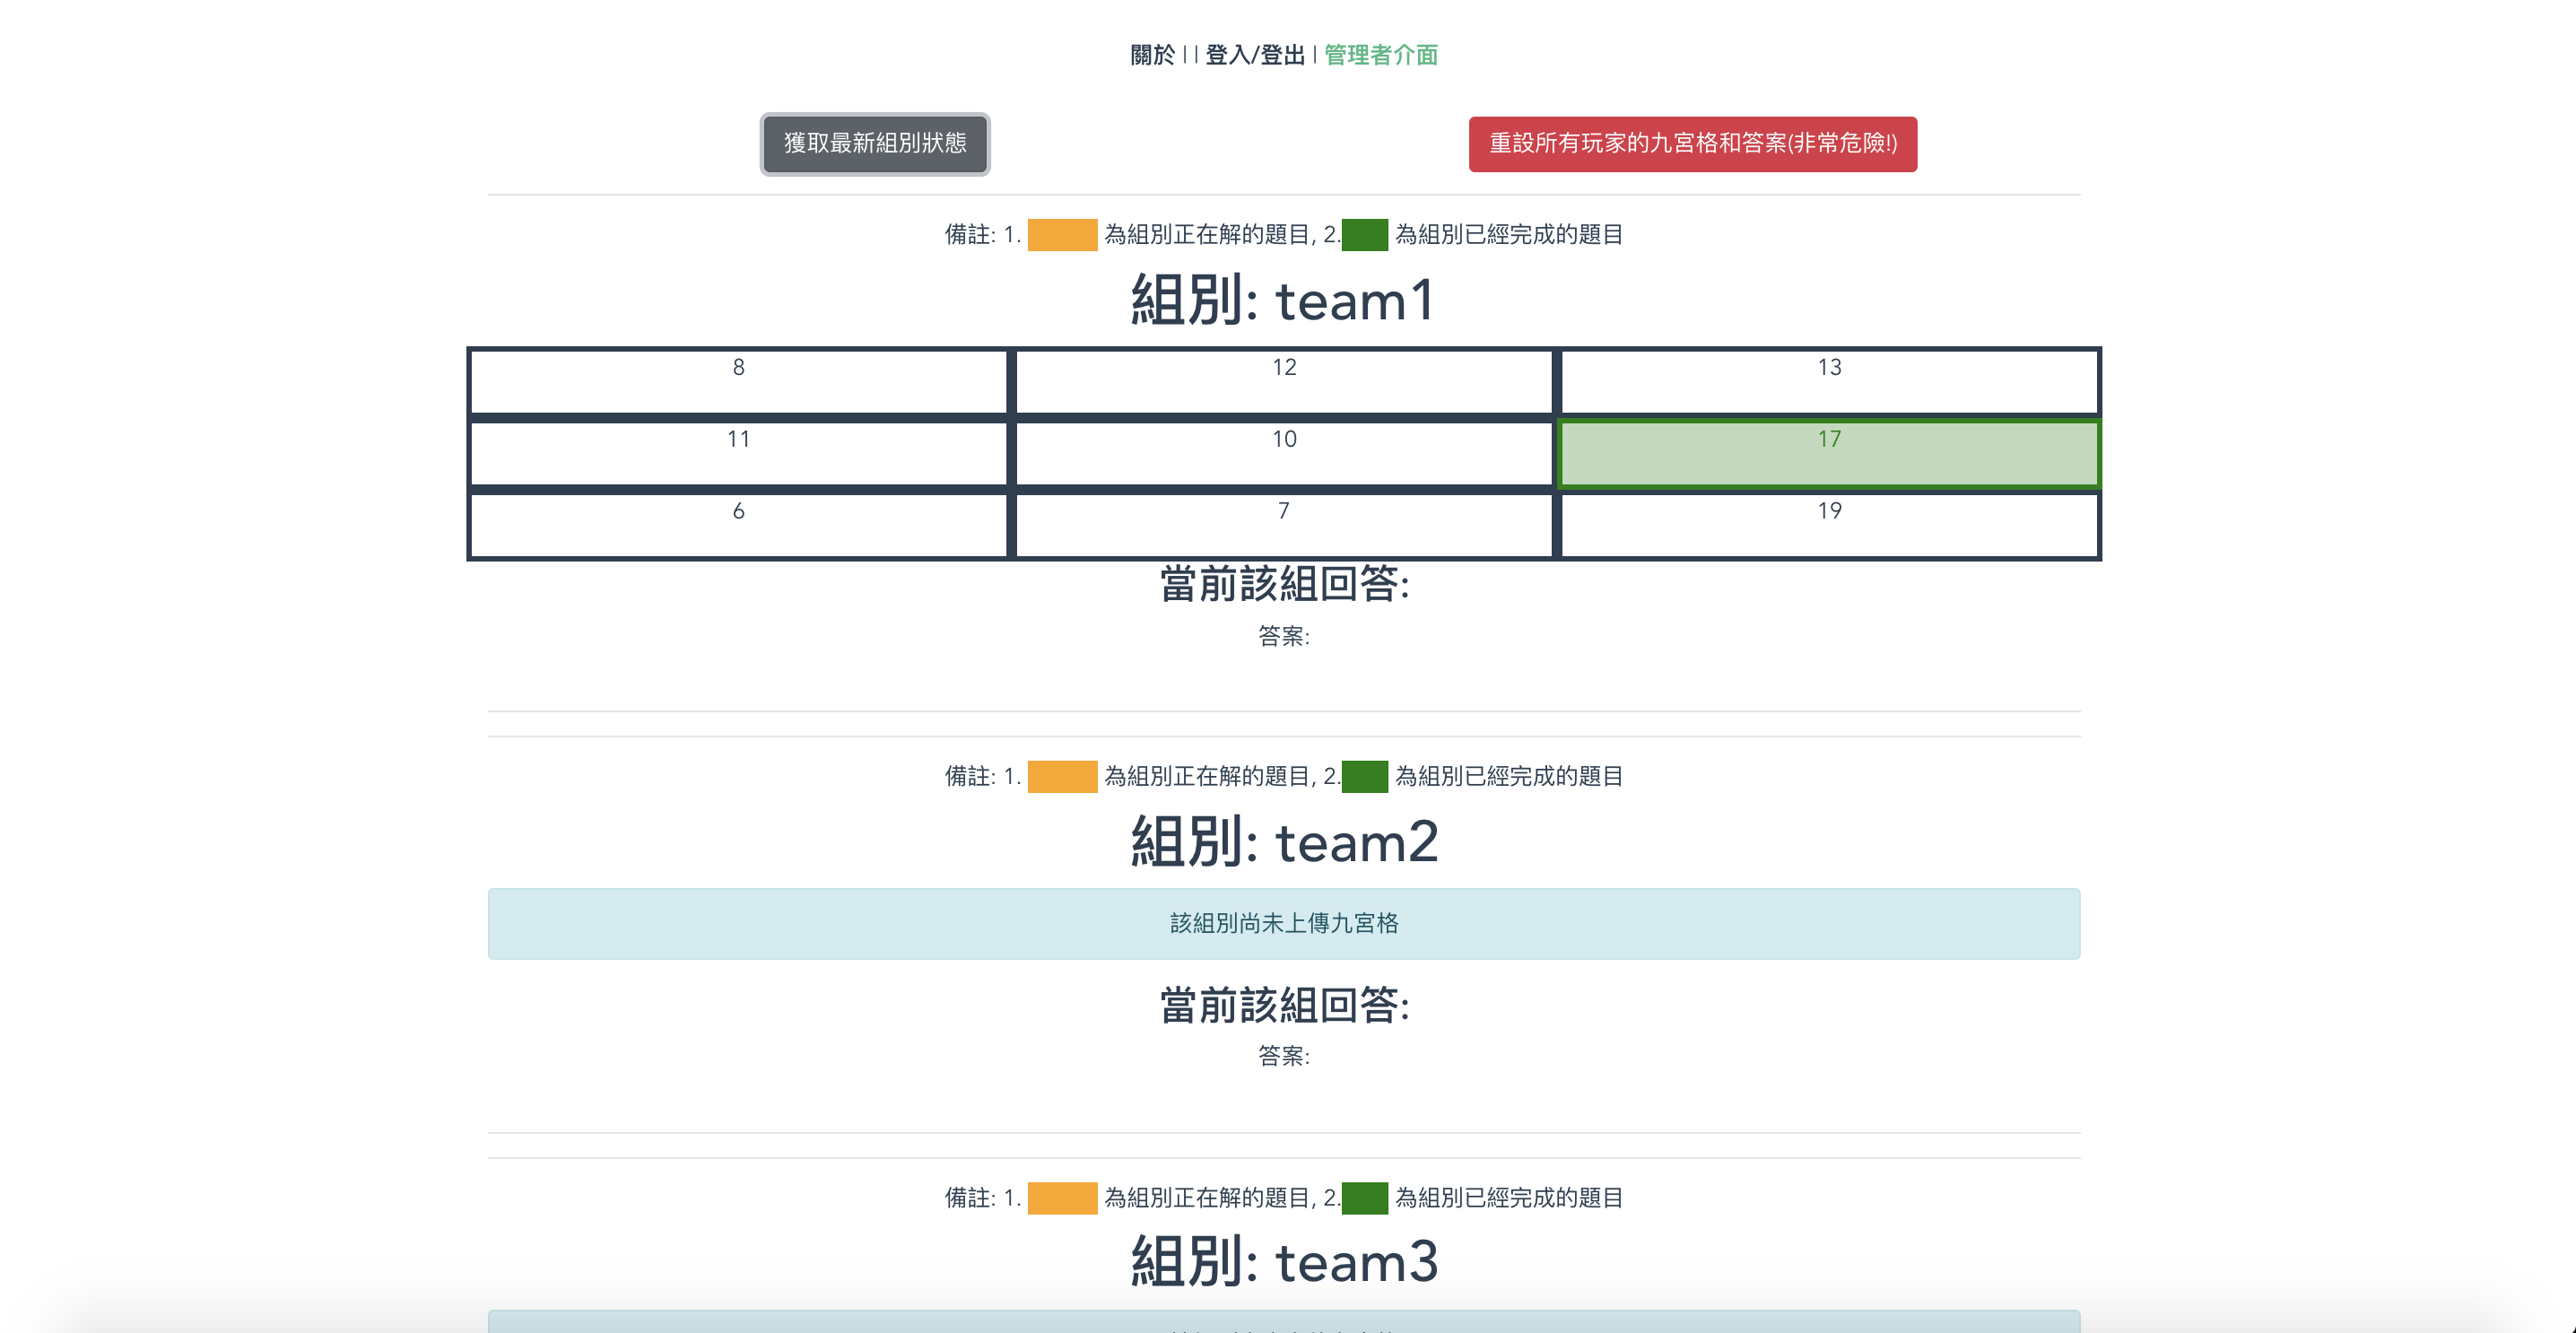 關於 | | 登入/登出 | 管理者介面
獲取最新組別狀態
重設所有玩家的九宮格和答案(非常危險!)
備註: 1. 為組別正在解的題目, 2. 為組別已經完成的題目
組別: team1
8 12 13
11 10 17
6 7 19
當前該組回答:
答案:
備註: 1. 為組別正在解的題目, 2. 為組別已經完成的題目
組別: team2
該組別尚未上傳九宮格
當前該組回答:
答案:
備註: 1. 為組別正在解的題目, 2. 為組別已經完成的題目
組別: team3